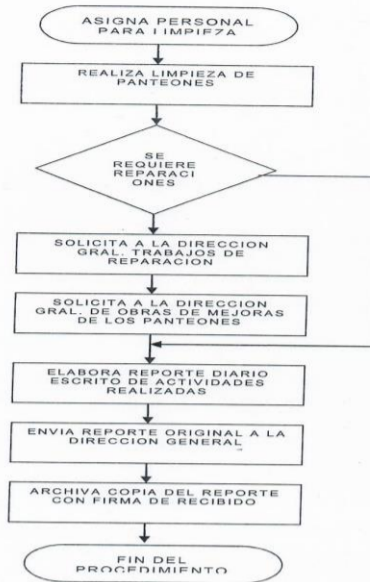 ASIGNA PERSONAL
PARA LIMPIEZA
REALIZA LIMPIEZA DE
PANTEONES
SE
REQUIERE
REPARACI
ONES
SOLICITA A LA DIRECCION
GRAL. TRABAJOS DE
REPARACION
SOLICITA A LA DIRECCION
GRAL. DE OBRAS DE MEJORAS
DE LOS PANTEONES
ELABORA REPORTE DIARIO
ESCRITO DE ACTIVIDADES
REALIZADAS
ENVIA REPORTE ORIGINAL A LA
DIRECCION GENERAL
ARCHIVA COPIA DEL REPORTE
CON FIRMA DE RECIBIDO
FIN DEL
PROCEDIMIENTO